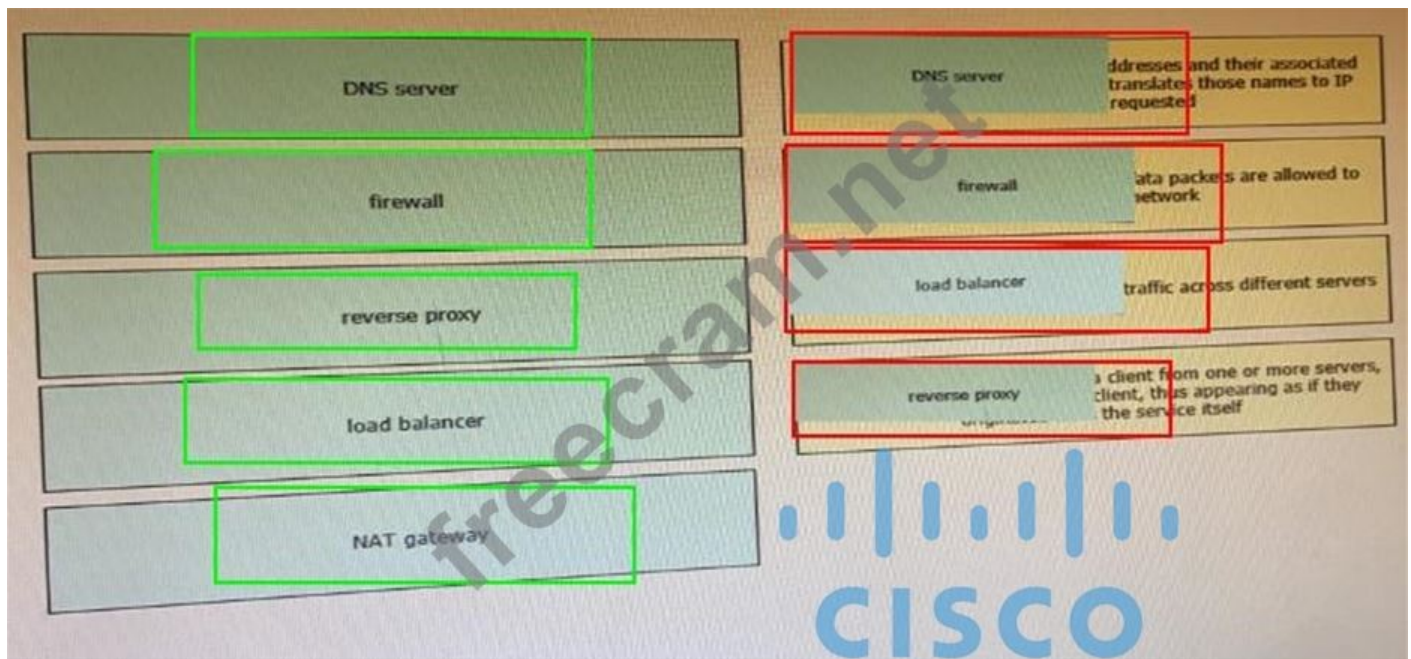 DNS server
firewall
reverse proxy
load balancer
NAT gateway
DNS server
ddresses and their associated
translates those names to IP
requested
firewall
data packets are allowed to
network
load balancer
traffic across different servers
reverse proxy
a client from one or more servers,
client, thus appearing as if they
the service itself
freecram.net
CISCO